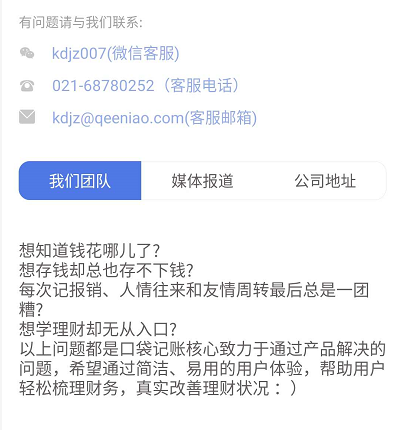 有问题请与我们联系:
kdjz007(微信客服)
021-68780252（客服电话）
kdjz@qeeniao.com(客服邮箱)
我们团队 媒体报道 公司地址
想知道钱花哪儿了?
想存钱却总也存不下钱?
每次记报销、人情往来和友情周转最后总是一团
糟?
想学理财却无从入口?
以上问题都是口袋记账核心致力于通过产品解决的
问题，希望通过简洁、易用的用户体验，帮助用户
轻松梳理财务，真实改善理财状况：）